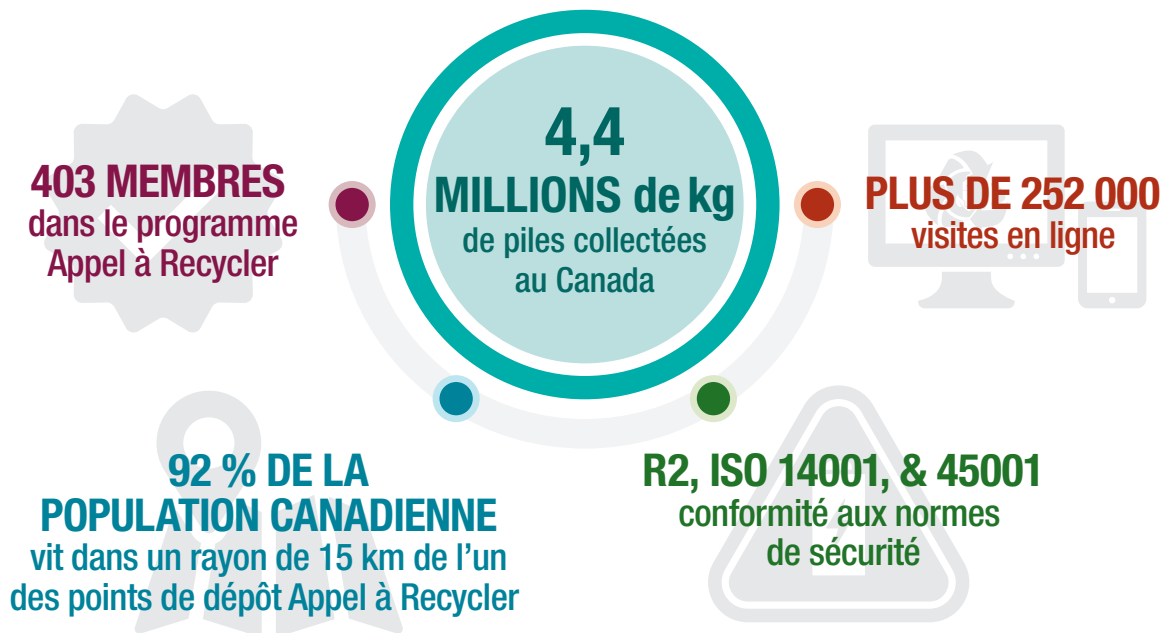 4,4
MILLIONS de kg
de piles collectées
au Canada
403 MEMBRES
dans le programme
Appel à Recycler
PLUS DE 252 000
visites en ligne
92 % DE LA
POPULATION CANADIENNE
vit dans un rayon de 15 km de l’un
des points de dépôt Appel à Recycler
R2, ISO 14001, & 45001
conformité aux normes
de sécurité